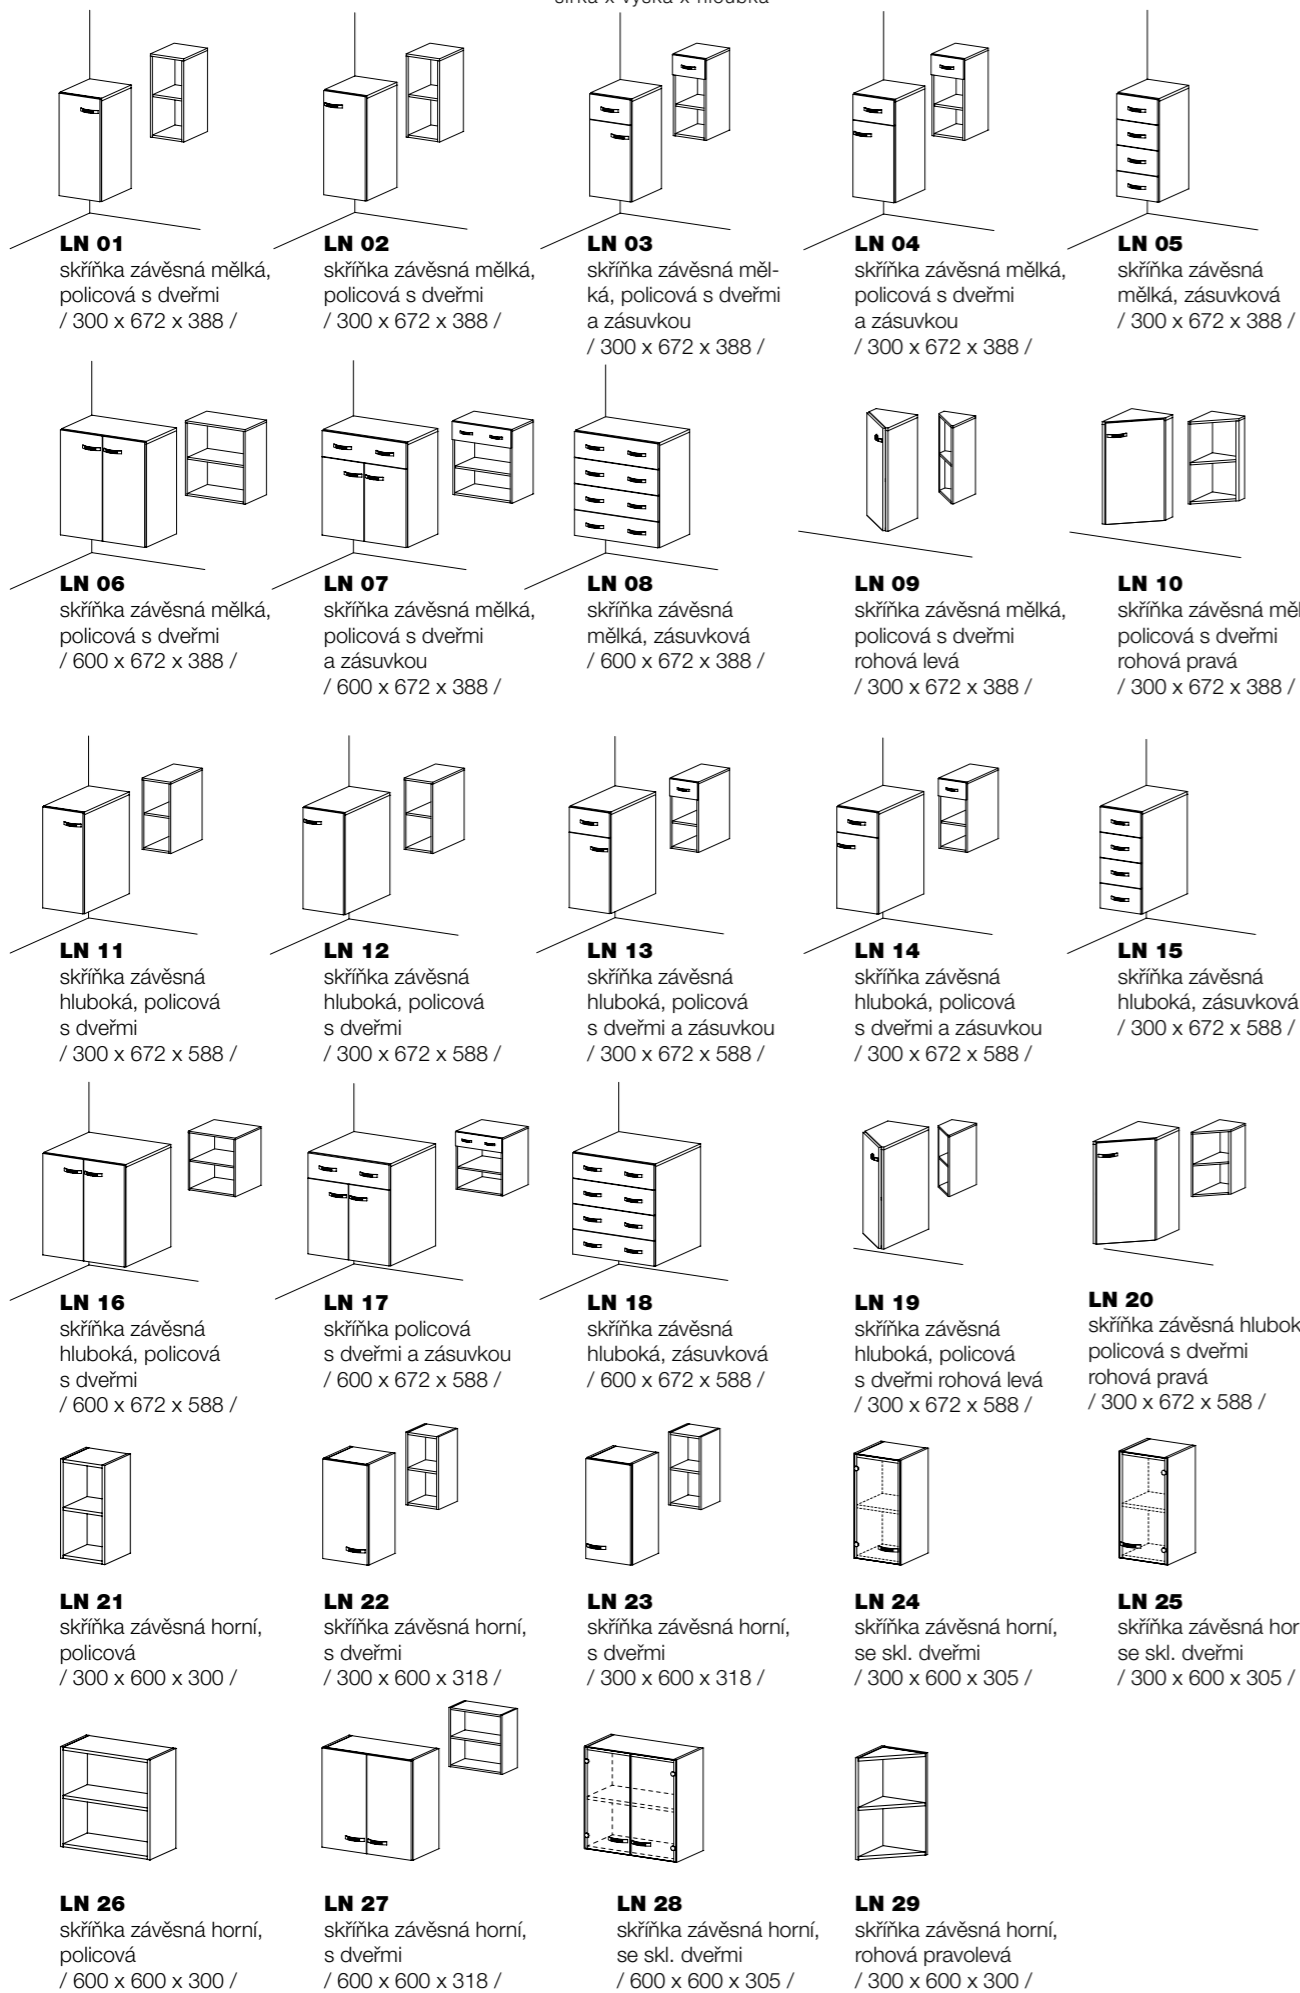 šířka x výška x hloubka
LN 01
skříňka závěsná mělká,
policová s dveřmi
/ 300 x 672 x 388 /
LN 02
skříňka závěsná mělká,
policová s dveřmi
/ 300 x 672 x 388 /
LN 03
skříňka závěsná měl-
ká, policová s dveřmi
a zásuvkou
/ 300 x 672 x 388 /
LN 04
skříňka závěsná mělká,
policová s dveřmi
a zásuvkou
/ 300 x 672 x 388 /
LN 05
skříňka závěsná
mělká, zásuvková
/ 300 x 672 x 388 /
LN 06
skříňka závěsná mělká,
policová s dveřmi
/ 600 x 672 x 388 /
LN 07
skříňka závěsná mělká,
policová s dveřmi
a zásuvkou
/ 600 x 672 x 388 /
LN 08
skříňka závěsná
mělká, zásuvková
/ 600 x 672 x 388 /
LN 09
skříňka závěsná mělká,
policová s dveřmi
rohová levá
/ 300 x 672 x 388 /
LN 10
skříňka závěsná měl
policová s dveřmi
rohová pravá
/ 300 x 672 x 388 /
LN 11
skříňka závěsná
hluboká, policová
s dveřmi
/ 300 x 672 x 588 /
LN 12
skříňka závěsná
hluboká, policová
s dveřmi
/ 300 x 672 x 588 /
LN 13
skříňka závěsná
hluboká, policová
s dveřmi a zásuvkou
/ 300 x 672 x 588 /
LN 14
skříňka závěsná
hluboká, policová
s dveřmi a zásuvkou
/ 300 x 672 x 588 /
LN 15
skříňka závěsná
hluboká, zásuvková
/ 300 x 672 x 588 /
LN 16
skříňka závěsná
hluboká, policová
s dveřmi
/ 600 x 672 x 588 /
LN 17
skříňka policová
s dveřmi a zásuvkou
/ 600 x 672 x 588 /
LN 18
skříňka závěsná
hluboká, zásuvková
/ 600 x 672 x 588 /
LN 19
skříňka závěsná
hluboká, policová
s dveřmi rohová levá
/ 300 x 672 x 588 /
LN 20
skříňka závěsná hlubok
policová s dveřmi
rohová pravá
/ 300 x 672 x 588 /
LN 21
skříňka závěsná horní,
policová
/ 300 x 600 x 300 /
LN 22
skříňka závěsná horní,
s dveřmi
/ 300 x 600 x 318 /
LN 23
skříňka závěsná horní,
s dveřmi
/ 300 x 600 x 318 /
LN 24
skříňka závěsná horní,
se skl. dveřmi
/ 300 x 600 x 305 /
LN 25
skříňka závěsná hor
se skl. dveřmi
/ 300 x 600 x 305 /
LN 26
skříňka závěsná horní,
policová
/ 600 x 600 x 300 /
LN 27
skříňka závěsná horní,
s dveřmi
/ 600 x 600 x 318 /
LN 28
skříňka závěsná horní,
se skl. dveřmi
/ 600 x 600 x 305 /
LN 29
skříňka závěsná horní,
rohová pravolevá
/ 300 x 600 x 300 /